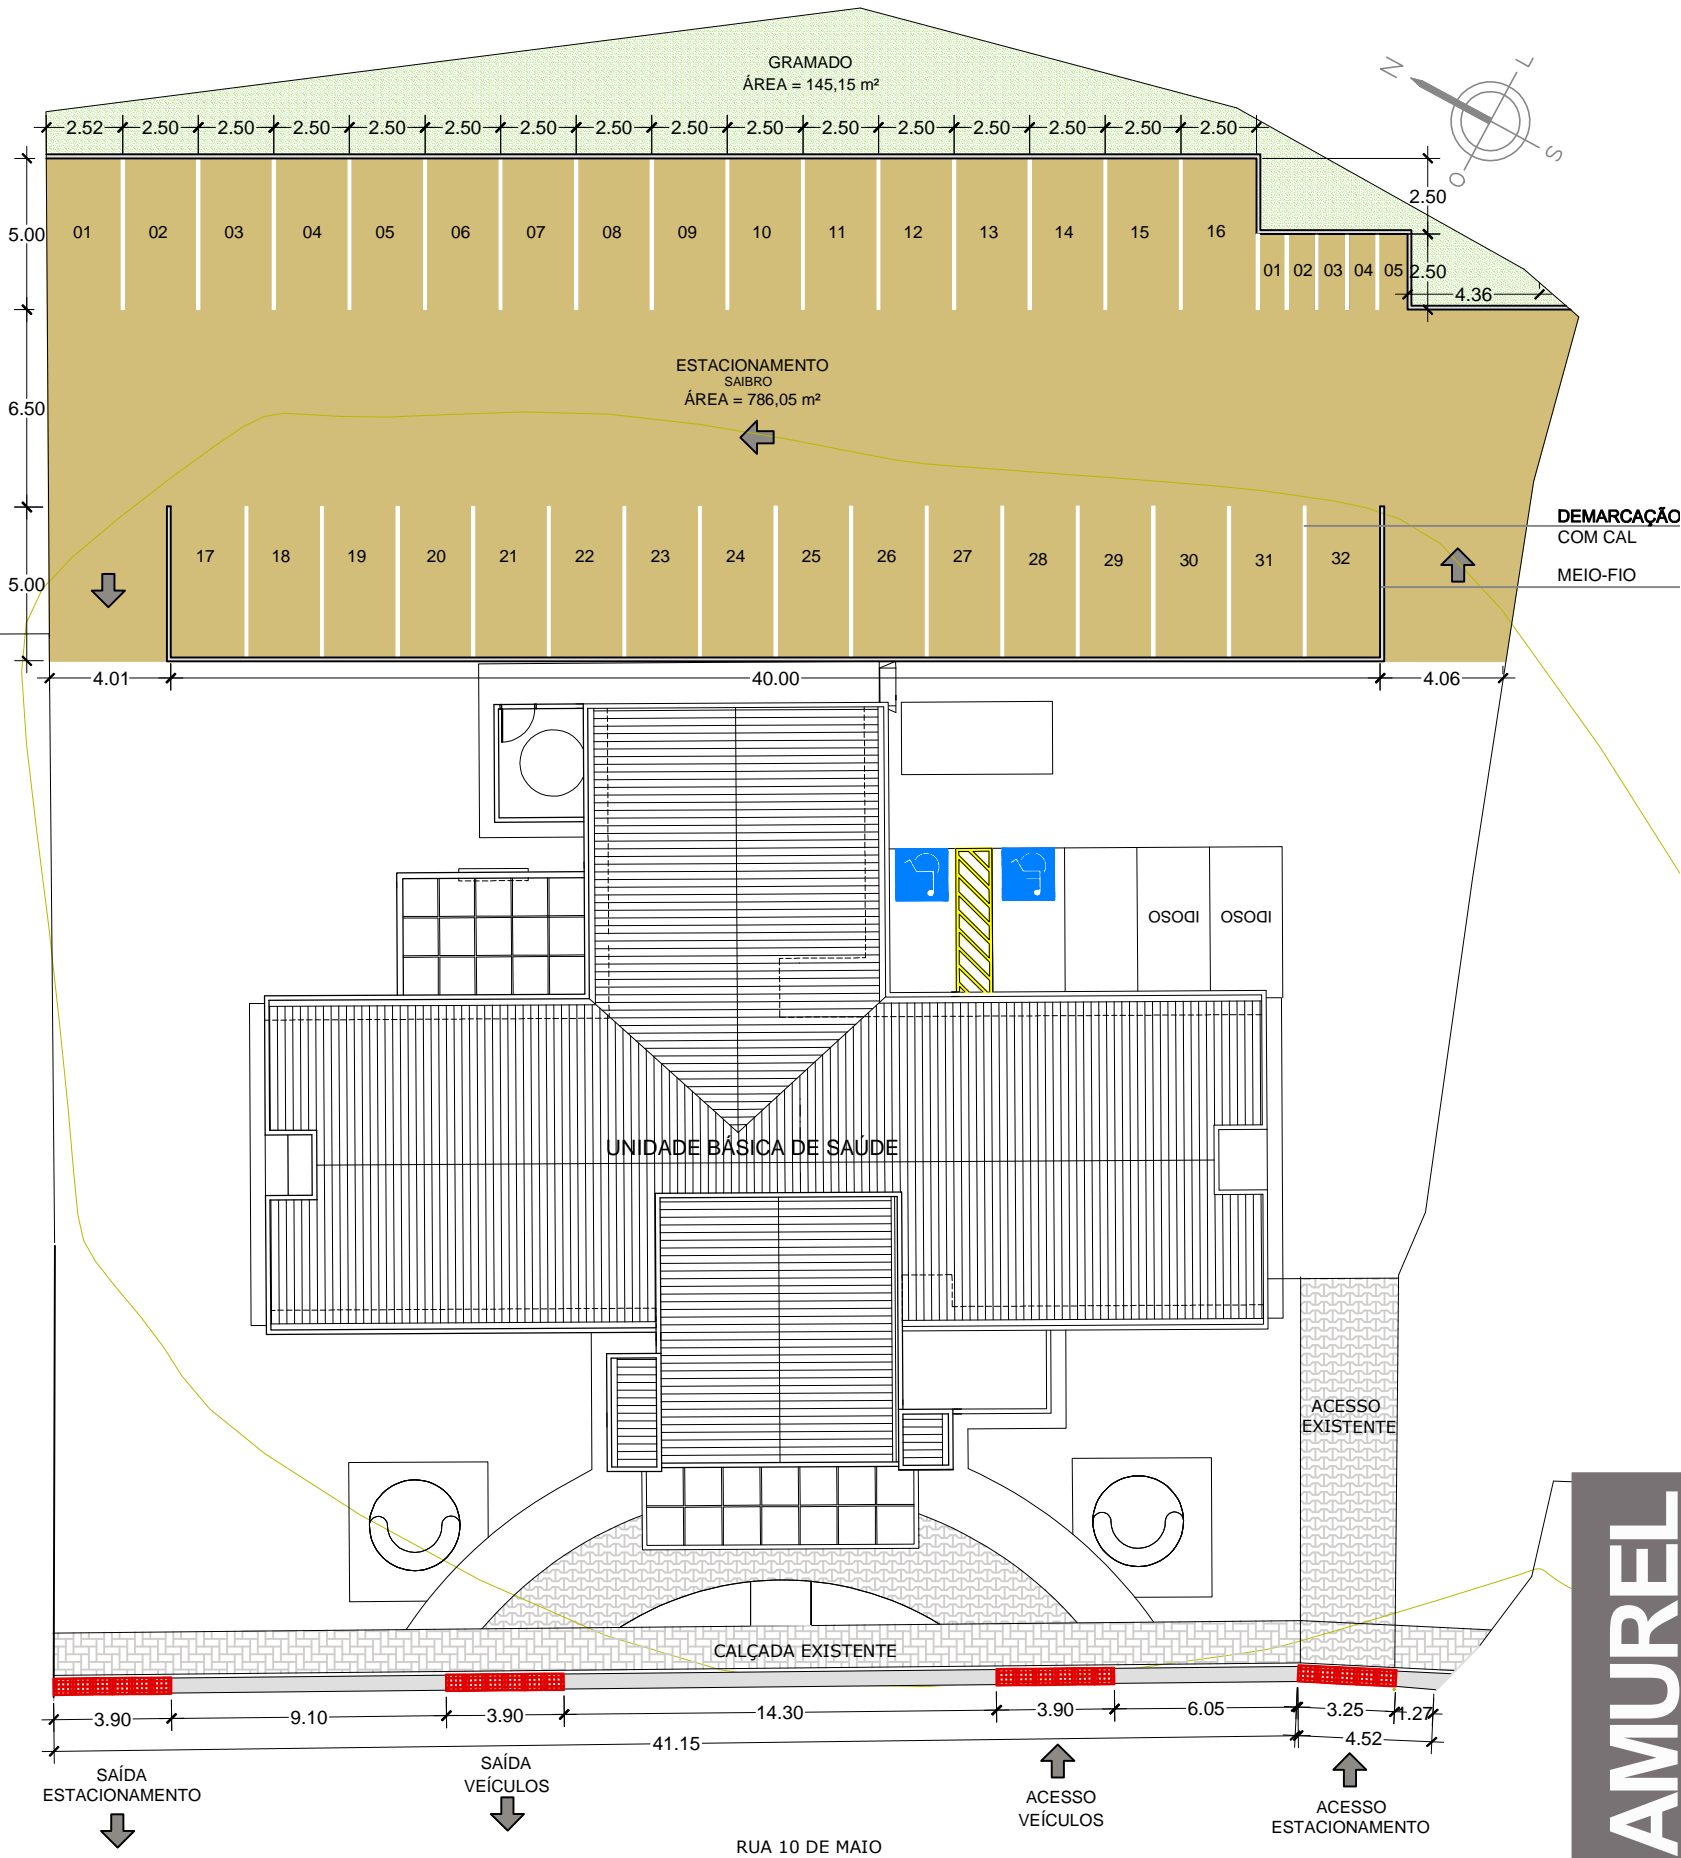 GRAMADO
ÁREA = 145,15 m²
N
L
S
O
2.52 2.50 2.50 2.50 2.50 2.50 2.50 2.50 2.50 2.50 2.50 2.50 2.50 2.50 2.50 2.50
2.50
5.00
01 02 03 04 05 06 07 08 09 10 11 12 13 14 15 16
01 02 03 04 05
2.50
4.36
ESTACIONAMENTO
SAIBRO
ÁREA = 786,05 m²
6.50
DEMARCAÇÃO
COM CAL
MEIO-FIO
17 18 19 20 21 22 23 24 25 26 27 28 29 30 31 32
5.00
4.01 40.00 4.06
IDOSO IDOSO
UNIDADE BÁSICA DE SAÚDE
ACESSO
EXISTENTE
CALÇADA EXISTENTE
3.90 9.10 3.90 14.30 3.90 6.05 3.25 1.27
41.15 4.52
SAÍDA
ESTACIONAMENTO
SAÍDA
VEÍCULOS
ACESSO
VEÍCULOS
ACESSO
ESTACIONAMENTO
RUA 10 DE MAIO
AMUREL